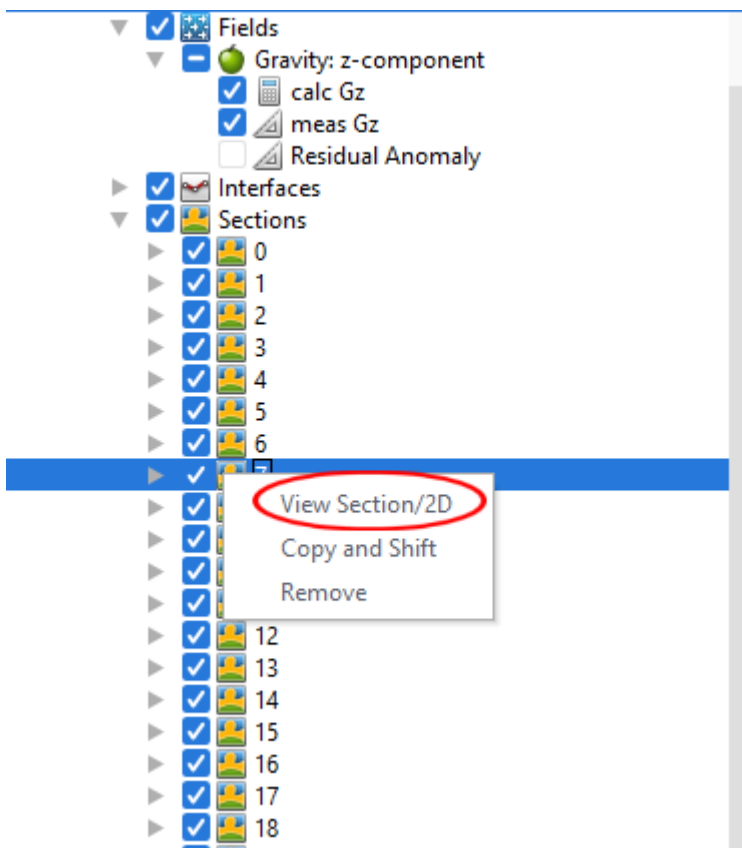 Fields
Gravity: z-component
calc Gz
meas Gz
Residual Anomaly
Interfaces
Sections
0
1
2
3
4
5
6
7
View Section/2D
Copy and Shift
Remove
12
13
14
15
16
17
18